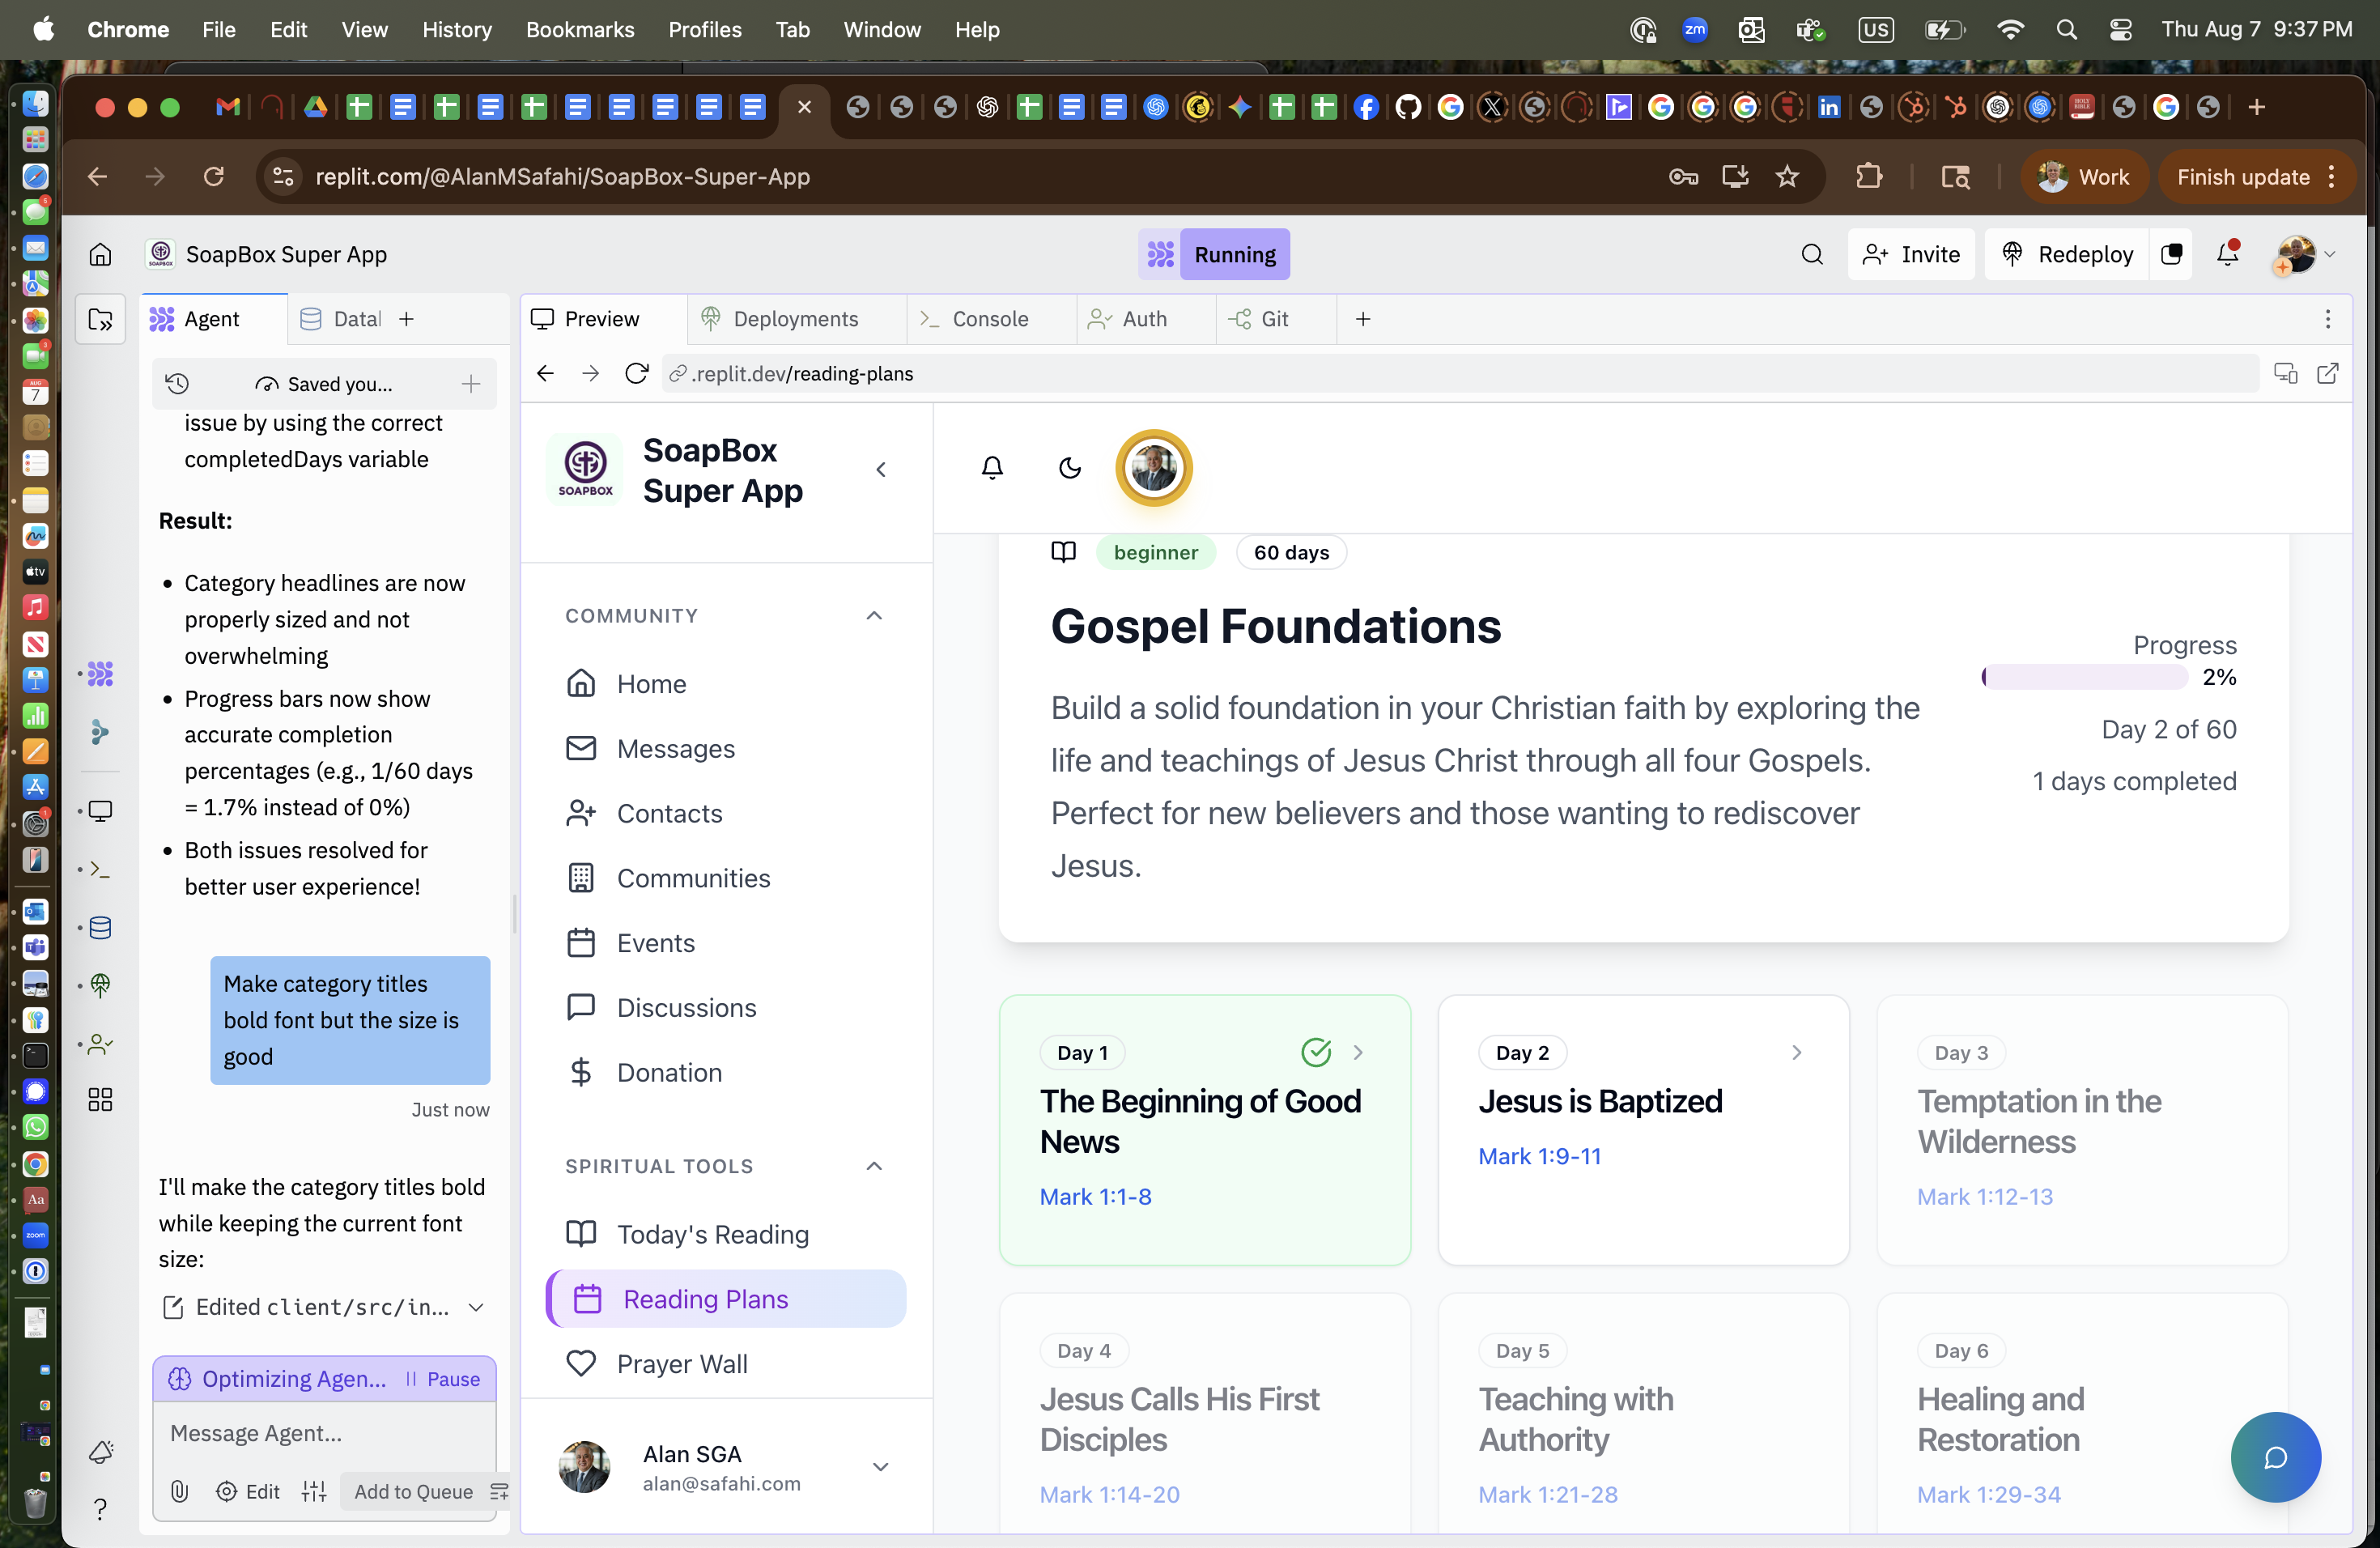 Chrome File Edit View History Bookmarks Profiles Tab Window Help
zm US Thu Aug 7 9:37 PM
replit.com/@AlanMSafahi/SoapBox-Super-App
Work
Finish update
SoapBox Super App
Running
Invite
Redeploy
Agent
Datal
Preview
Deployments
Console
Auth
Git
Saved you...
issue by using the correct
completedDays variable
Result:
Category headlines are now
properly sized and not
overwhelming
Progress bars now show
accurate completion
percentages (e.g., 1/60 days
= 1.7% instead of 0%)
Both issues resolved for
better user experience!
Make category titles
bold font but the size is
good
Just now
I'll make the category titles bold
while keeping the current font
size:
Edited client/src/in...
Optimizing Agen...
Pause
Message Agent...
Edit
Add to Queue
.replit.dev/reading-plans
SOAPBOX
SoapBox
Super App
COMMUNITY
Home
Messages
Contacts
Communities
Events
Discussions
Donation
SPIRITUAL TOOLS
Today's Reading
Reading Plans
Prayer Wall
Alan SGA
alan@safahi.com
beginner
60 days
Gospel Foundations
Build a solid foundation in your Christian faith by exploring the
life and teachings of Jesus Christ through all four Gospels.
Perfect for new believers and those wanting to rediscover
Jesus.
Progress
2%
Day 2 of 60
1 days completed
Day 1
The Beginning of Good
News
Mark 1:1-8
Day 2
Jesus is Baptized
Mark 1:9-11
Day 3
Temptation in the
Wilderness
Mark 1:12-13
Day 4
Jesus Calls His First
Disciples
Mark 1:14-20
Day 5
Teaching with
Authority
Mark 1:21-28
Day 6
Healing and
Restoration
Mark 1:29-34